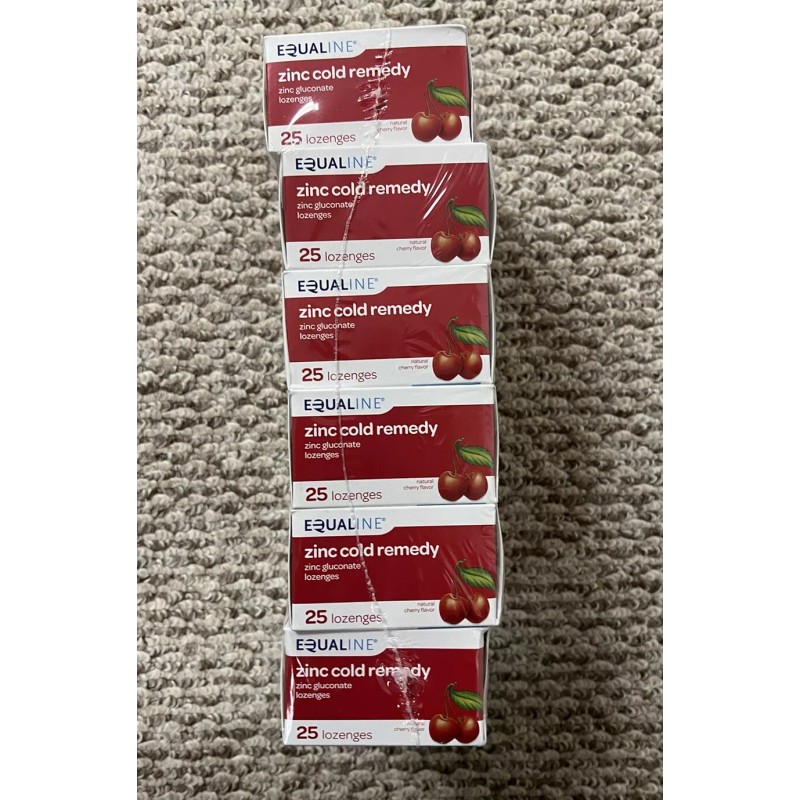 EQUALINE®
zinc cold remedy
zinc gluconate
lozenges
natural
cherry flavor
25 lozenges
EQUALINE®
zinc cold remedy
zinc gluconate
lozenges
natural
cherry flavor
25 lozenges
EQUALINE®
zinc cold remedy
zinc gluconate
lozenges
natural
cherry flavor
25 lozenges
EQUALINE®
zinc cold remedy
zinc gluconate
lozenges
natural
cherry flavor
25 lozenges
EQUALINE®
zinc cold remedy
zinc gluconate
lozenges
natural
cherry flavor
25 lozenges
EQUALINE®
zinc cold remedy
zinc gluconate
lozenges
natural
cherry flavor
25 lozenges